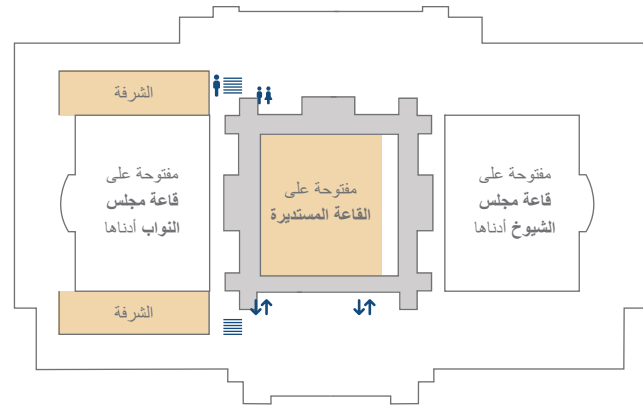 الشرفة
مفتوحة على
قاعة مجلس
الشيوخ أدناها
مفتوحة على
القاعة المستديرة
مفتوحة على
قاعة مجلس
النواب أدناها
الشرفة